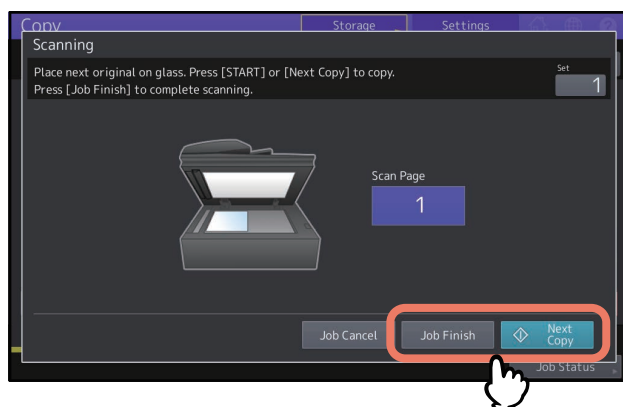 Copy
Storage
Settings
Scanning
Place next original on glass. Press [START] or [Next Copy] to copy.
Press [Job Finish] to complete scanning.
Set
1
Scan Page
1
Job Cancel
Job Finish
Next
Copy
Job Status